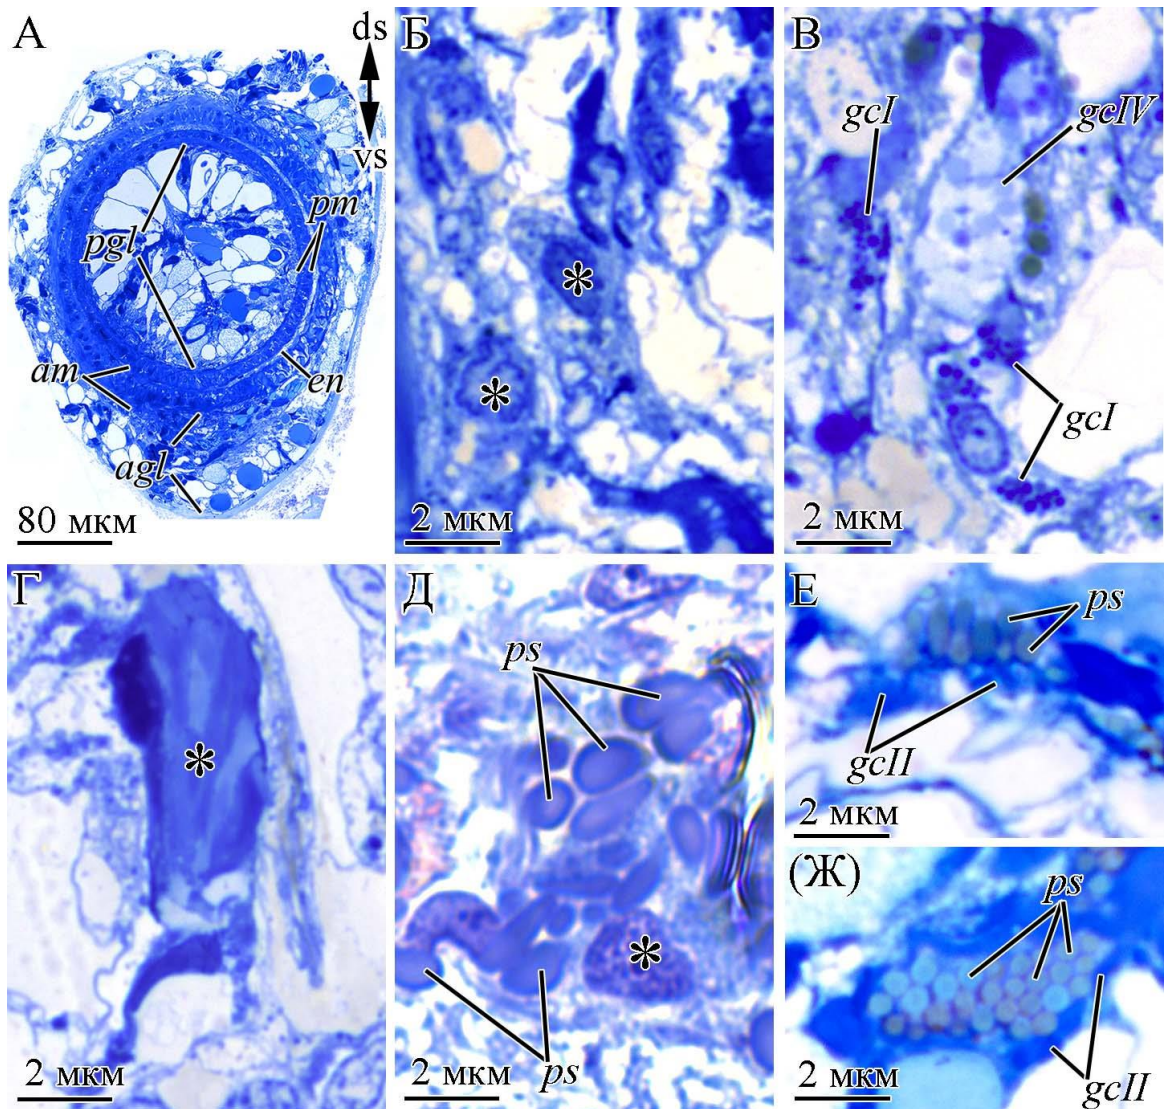 А
ds
vs
pgl
pm
am
en
agl
80 мкм
Б
*
*
2 мкм
В
gcI
gcIV
gcI
2 мкм
Г
*
2 мкм
Д
ps
*
ps
2 мкм
Е
ps
gcII
2 мкм
(Ж)
ps
2 мкм
gcII